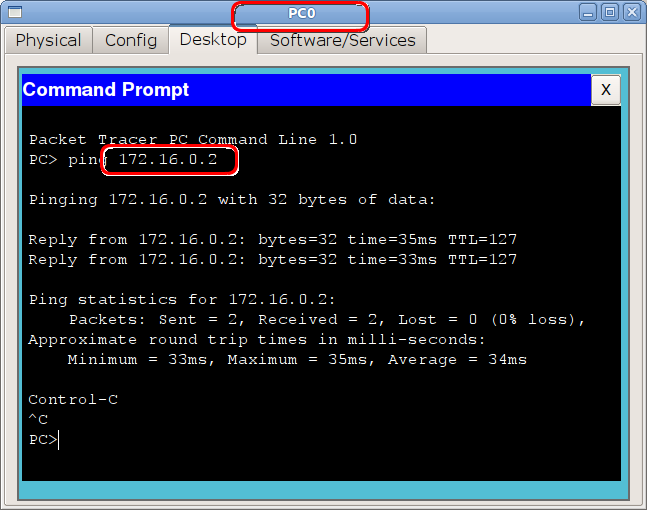 PC0
Physical Config Desktop Software/Services
Command Prompt X
Packet Tracer PC Command Line 1.0
PC> ping 172.16.0.2
Pinging 172.16.0.2 with 32 bytes of data:
Reply from 172.16.0.2: bytes=32 time=35ms TTL=127
Reply from 172.16.0.2: bytes=32 time=33ms TTL=127
Ping statistics for 172.16.0.2:
Packets: Sent = 2, Received = 2, Lost = 0 (0% loss),
Approximate round trip times in milli-seconds:
Minimum = 33ms, Maximum = 35ms, Average = 34ms
Control-C
^C
PC>